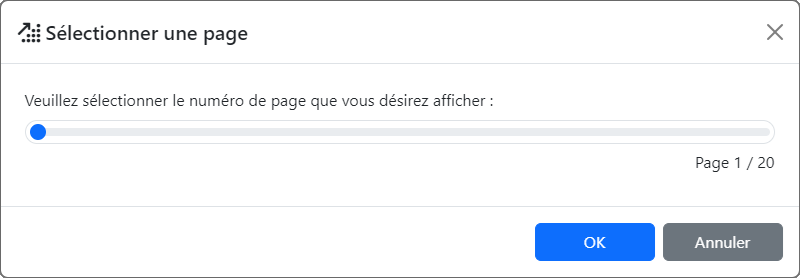 Sélectionner une page
Veuillez sélectionner le numéro de page que vous désirez afficher :
Page 1 / 20
OK
Annuler